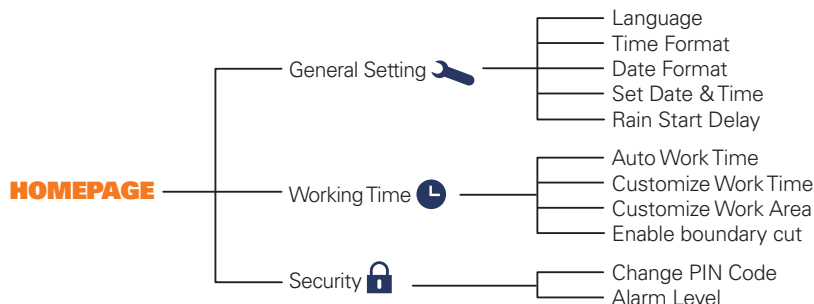 HOMEPAGE
General Setting
Language
Time Format
Date Format
Set Date & Time
Rain Start Delay
Working Time
Auto Work Time
Customize Work Time
Customize Work Area
Enable boundary cut
Security
Change PIN Code
Alarm Level